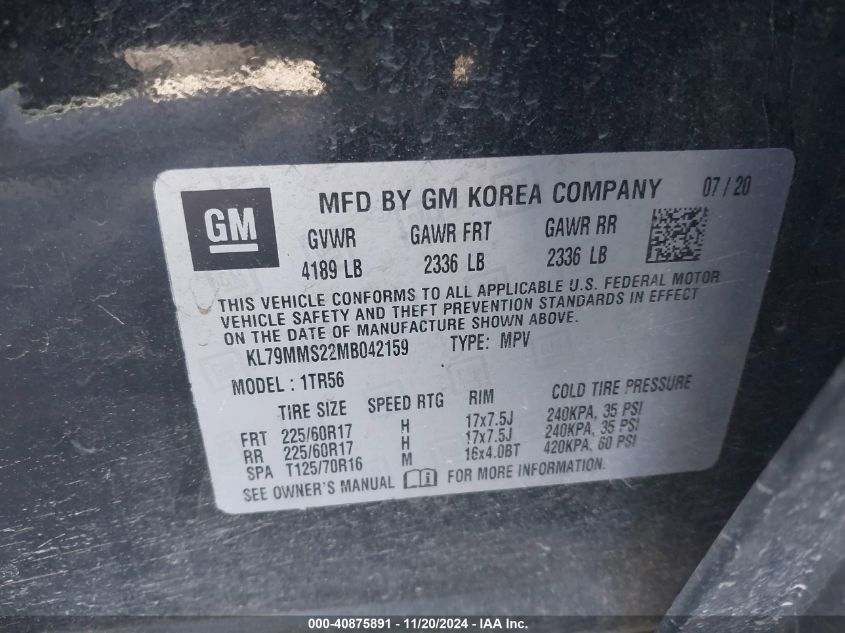 GM
MFD BY GM KOREA COMPANY 07 / 20
GVWR GAWR FRT GAWR RR
4189 LB 2336 LB 2336 LB
THIS VEHICLE CONFORMS TO ALL APPLICABLE U.S. FEDERAL MOTOR
VEHICLE SAFETY AND THEFT PREVENTION STANDARDS IN EFFECT
ON THE DATE OF MANUFACTURE SHOWN ABOVE.
KL79MMS22MB042159 TYPE: MPV
MODEL : 1TR56
TIRE SIZE SPEED RTG RIM COLD TIRE PRESSURE
FRT 225/60R17 H 17x7.5J 240KPA, 35 PSI
RR 225/60R17 H 17x7.5J 240KPA, 35 PSI
SPA T125/70R16 M 16x4.0BT 420KPA, 60 PSI
SEE OWNER'S MANUAL i FOR MORE INFORMATION.
000-40875891 - 11/20/2024 - IAA, Inc.